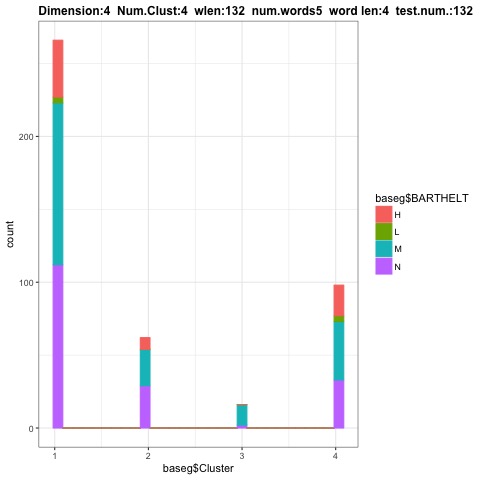 Dimension:4 Num.Clust:4 wlen:132 num.words5 word len:4 test.num.:132
200
100
0
count
1 2 3 4
baseg$Cluster
baseg$BARTHELT
H
L
M
N